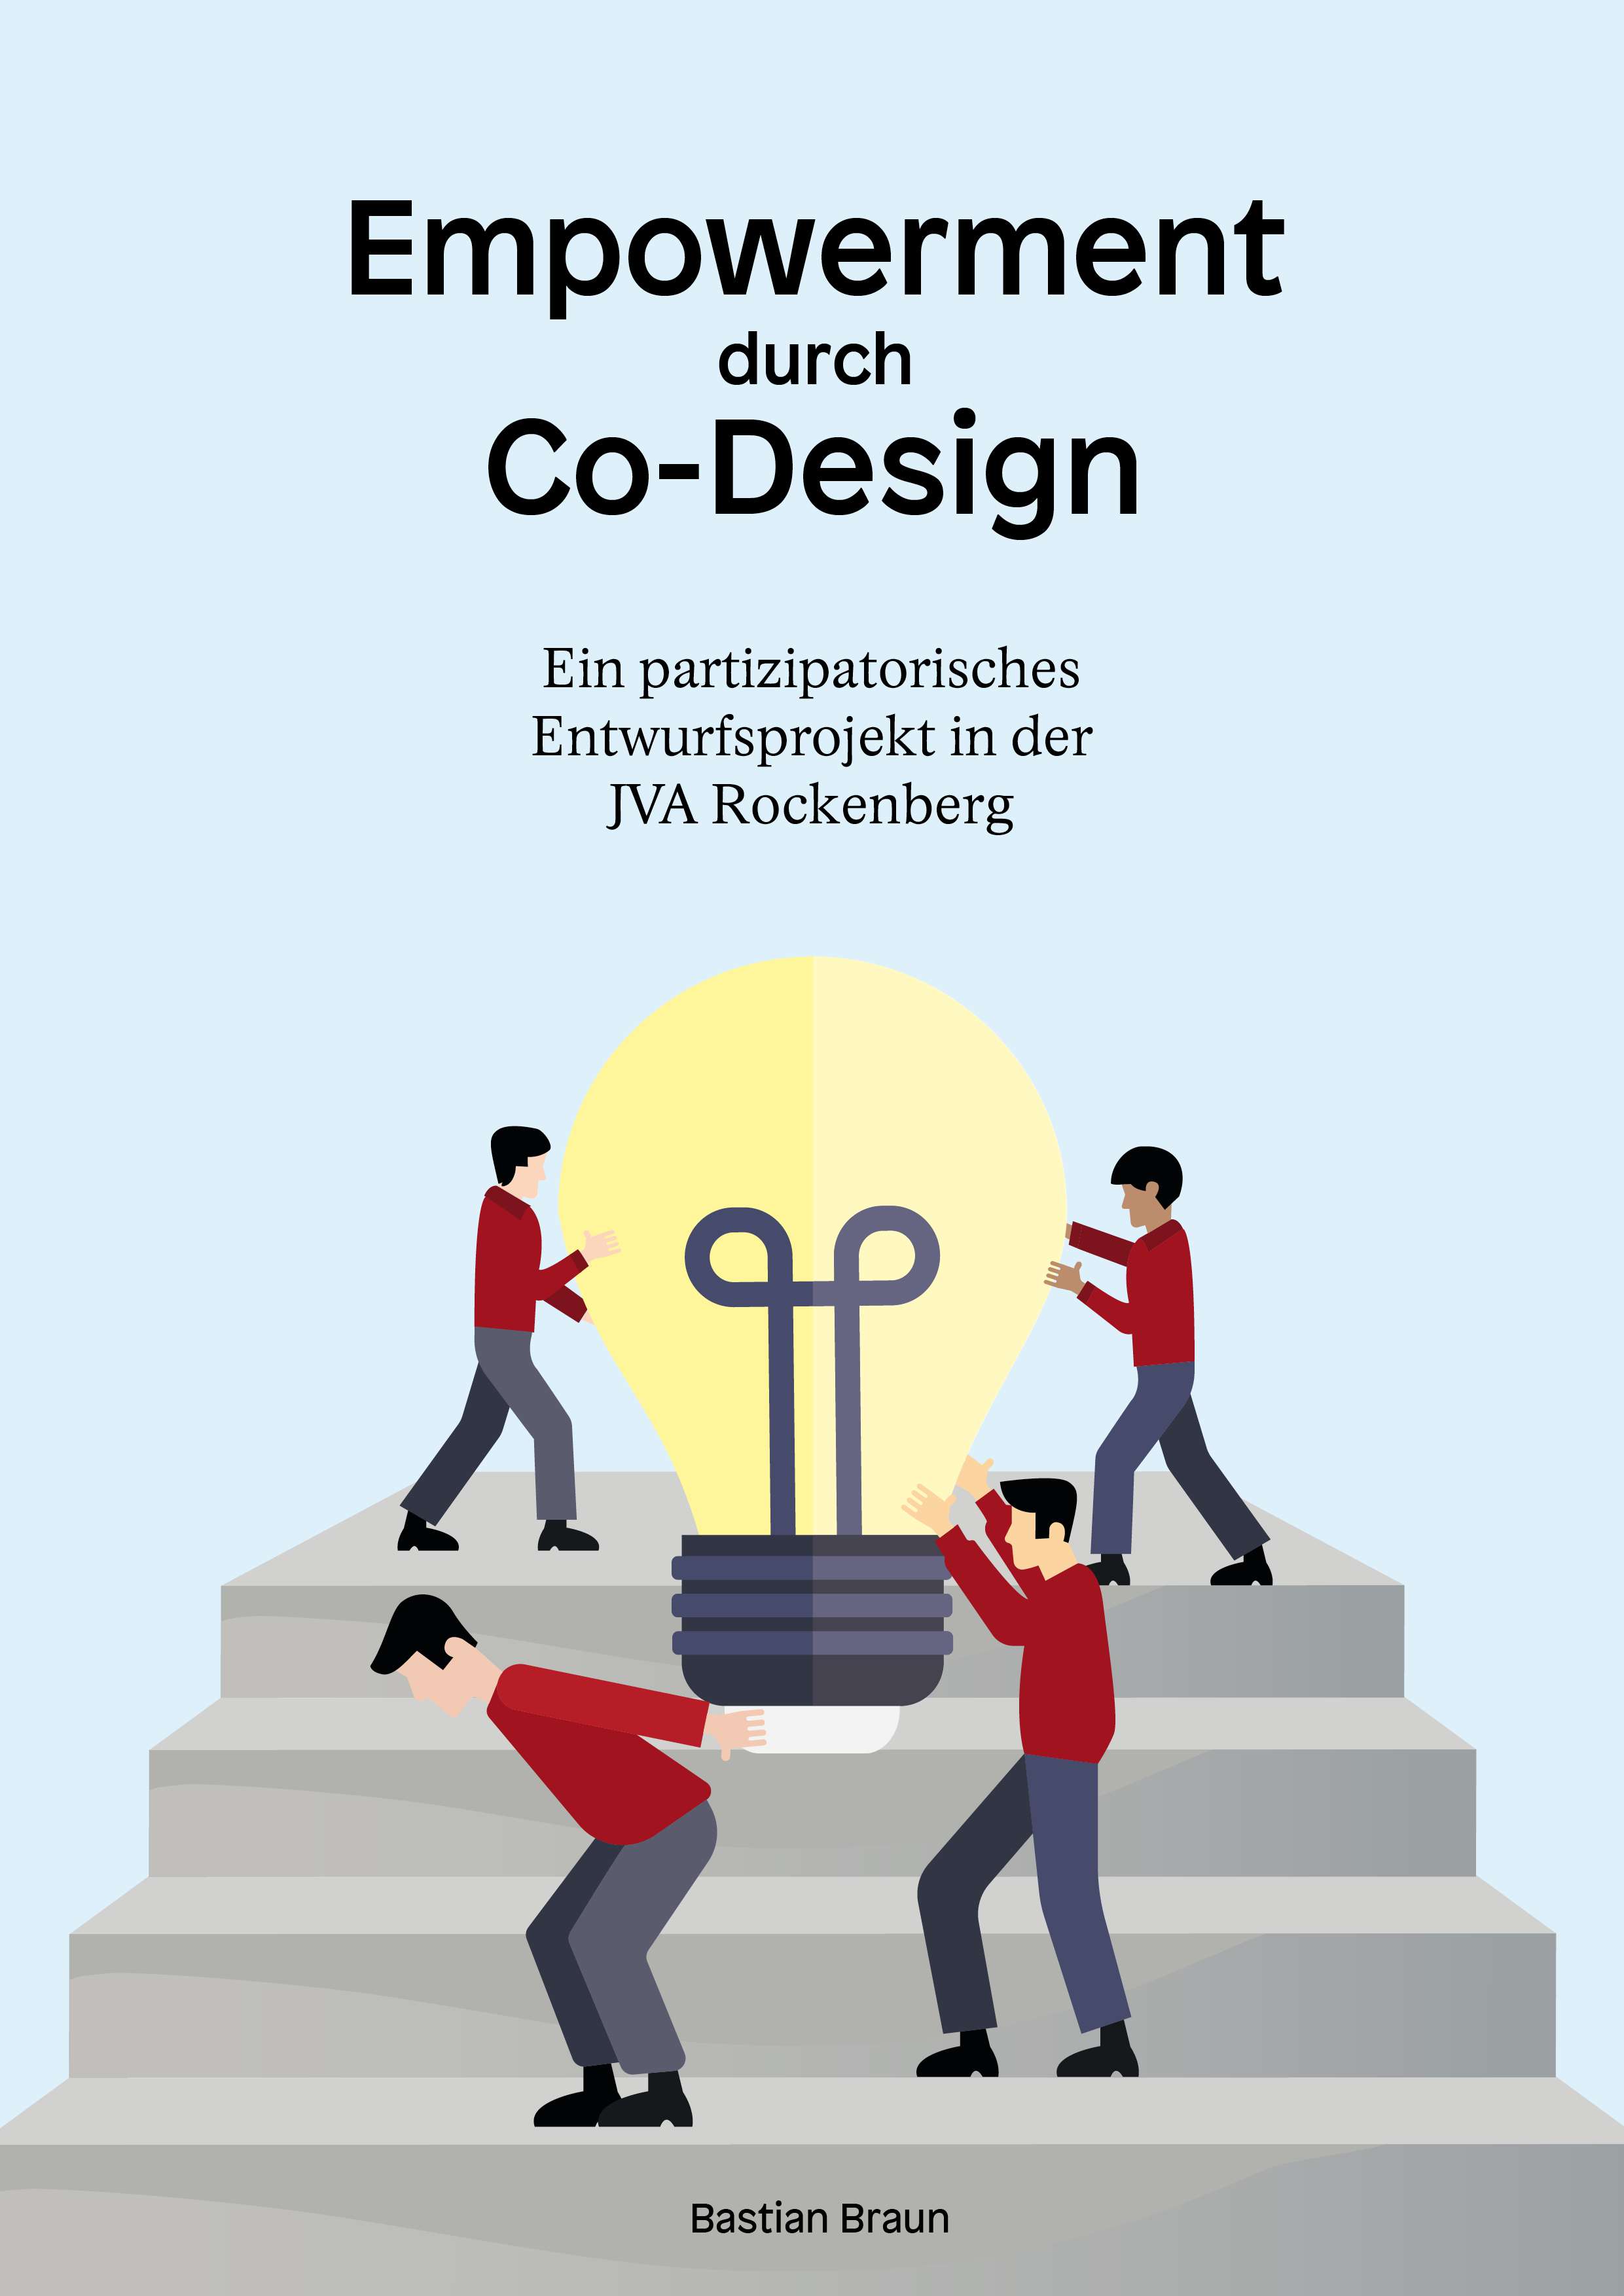 Empowerment
durch
Co-Design
Ein partizipatorisches
Entwurfsprojekt in der
JVA Rockenberg
Bastian Braun